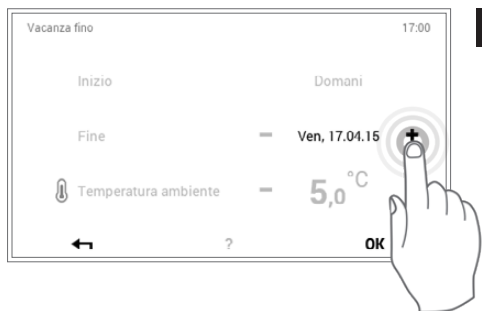 Vacanza fino 17:00
Inizio Domani
Fine − Ven, 17.04.15 +
Temperatura ambiente − 5,0 °C
? OK